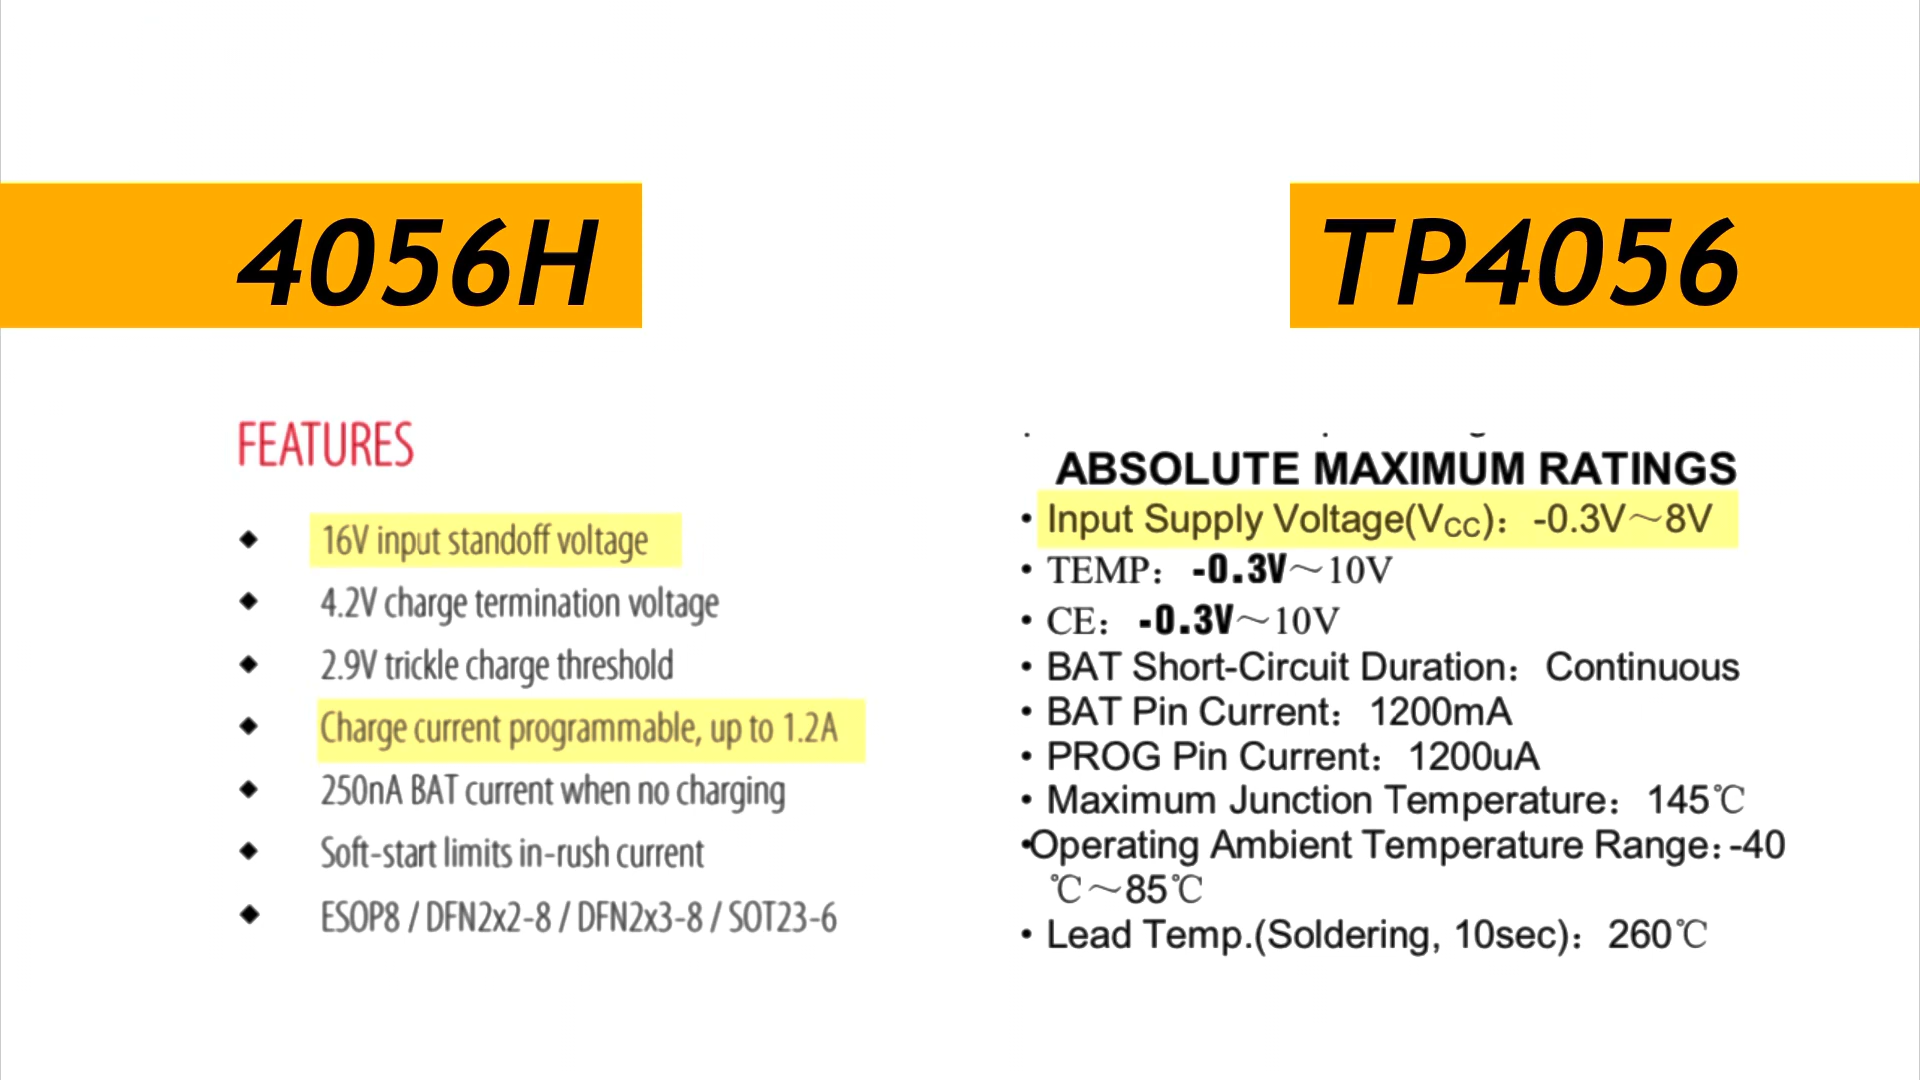 4056H
FEATURES
◆ 16V input standoff voltage
◆ 4.2V charge termination voltage
◆ 2.9V trickle charge threshold
◆ Charge current programmable, up to 1.2A
◆ 250nA BAT current when no charging
◆ Soft-start limits in-rush current
◆ ESOP8 / DFN2x2-8 / DFN2x3-8 / SOT23-6
TP4056
ABSOLUTE MAXIMUM RATINGS
• Input Supply Voltage(VCC)：-0.3V～8V
• TEMP：-0.3V～10V
• CE：-0.3V～10V
• BAT Short-Circuit Duration：Continuous
• BAT Pin Current：1200mA
• PROG Pin Current：1200uA
• Maximum Junction Temperature：145℃
•Operating Ambient Temperature Range：-40
℃～85℃
• Lead Temp.(Soldering, 10sec)：260℃